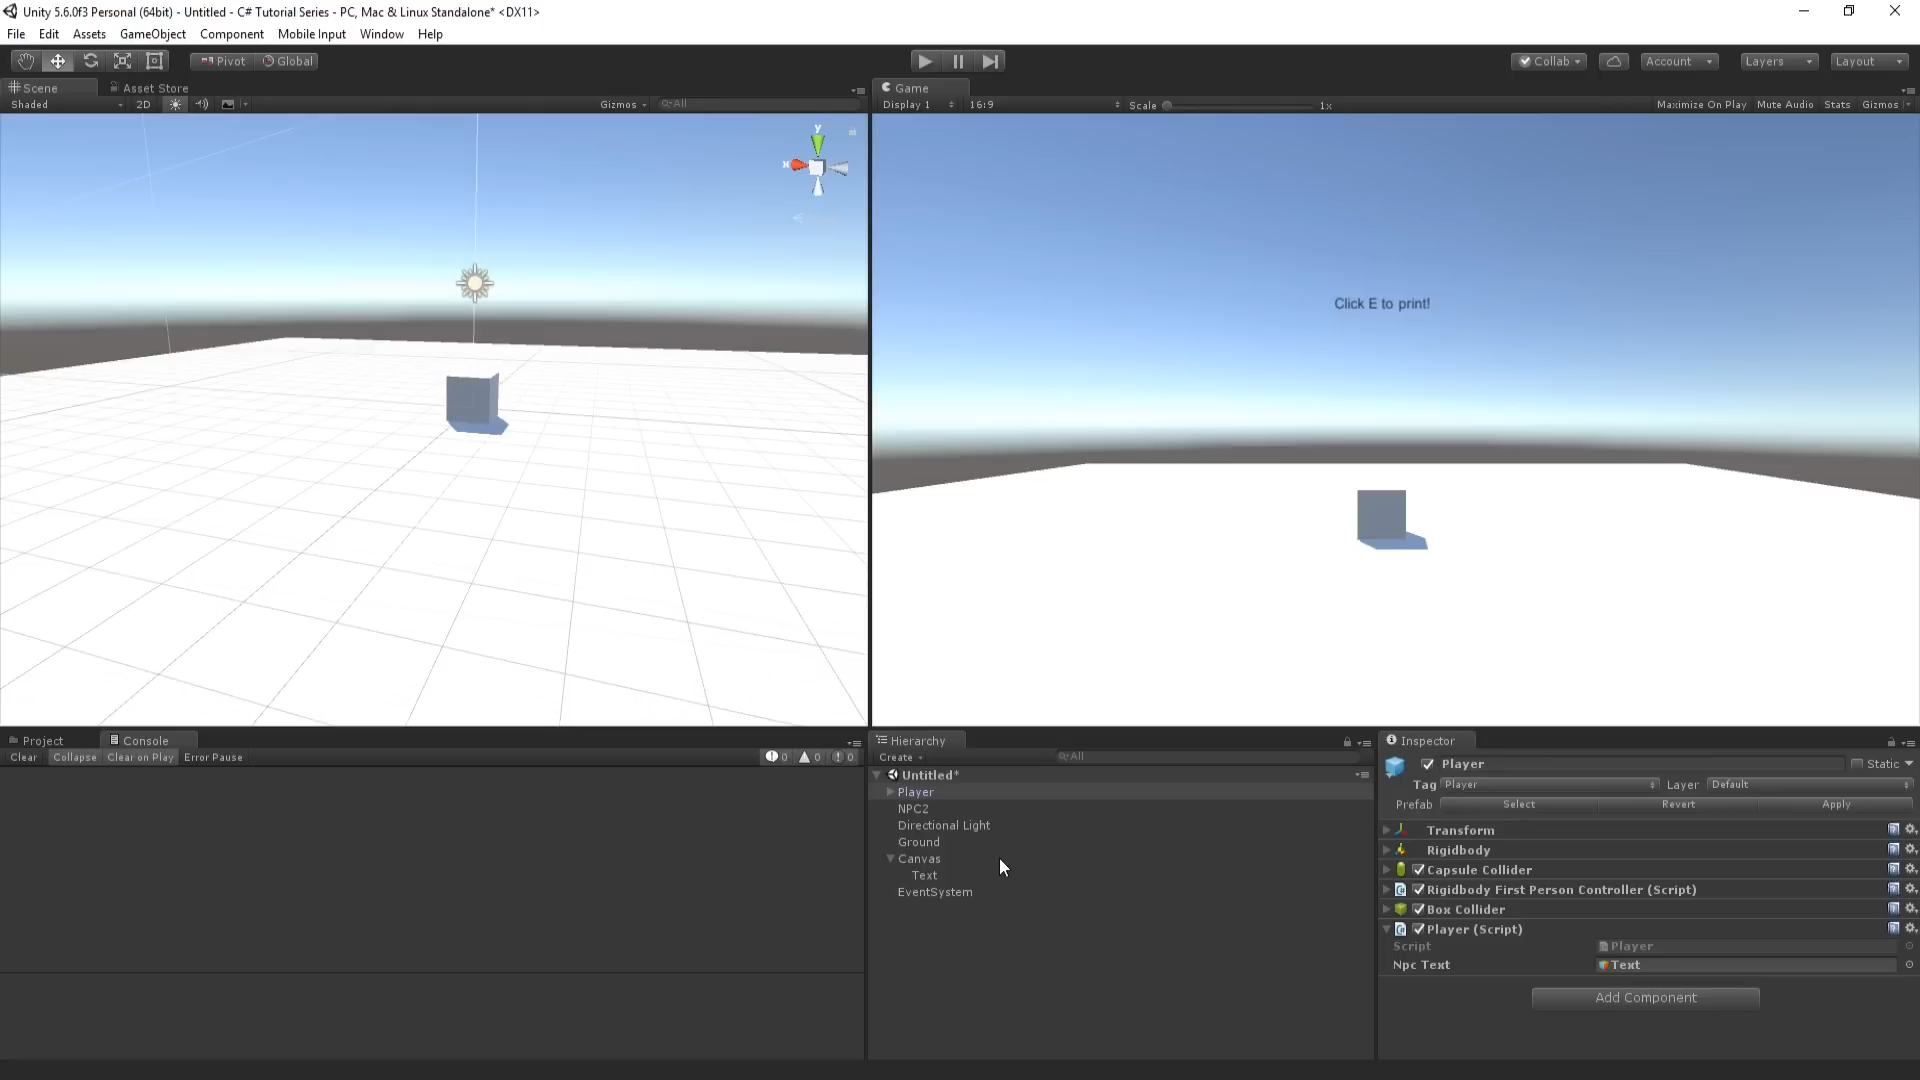 Unity 5.6.0f3 Personal (64bit) - Untitled - C# Tutorial Series - PC, Mac & Linux Standalone* <DX11>
File Edit Assets GameObject Component Mobile Input Window Help
Pivot Global Collab Account Layers Layout
Scene Asset Store
Shaded 2D Gizmos All
Game
Display 1 16:9 Scale 1x Maximize On Play Mute Audio Stats Gizmos
y
x
Click E to print!
Project Console
Clear Collapse Clear on Play Error Pause 0 0 0
Hierarchy
Create All
Untitled*
Player
NPC2
Directional Light
Ground
Canvas
Text
EventSystem
Inspector
Player Static
Tag Player Layer Default
Prefab Select Revert Apply
Transform
Rigidbody
Capsule Collider
Rigidbody First Person Controller (Script)
Box Collider
Player (Script)
Script Player
Npc Text Text
Add Component